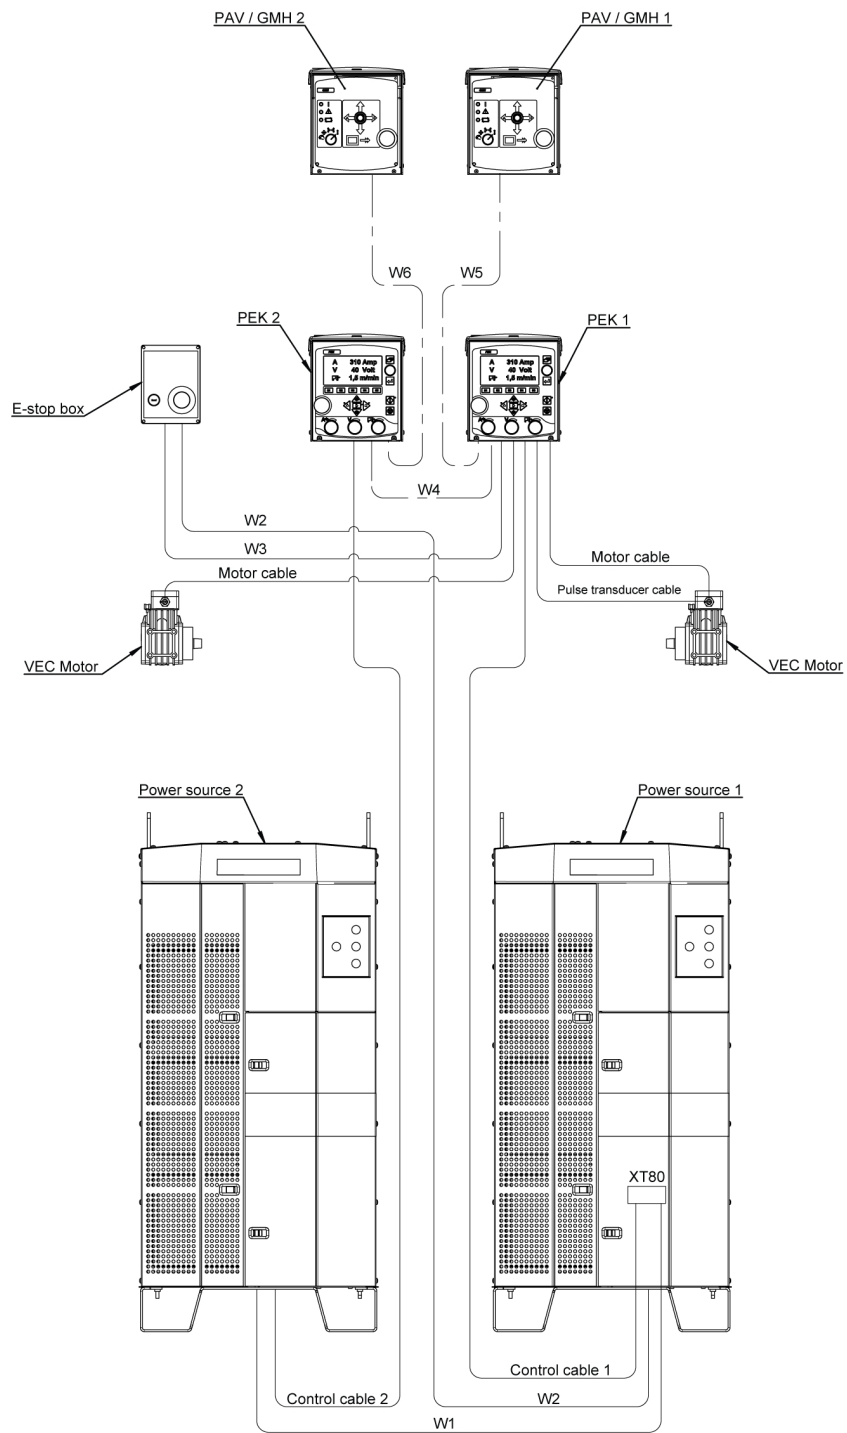 PAV / GMH 2
PAV / GMH 1
W6
W5
PEK 2
PEK 1
A 310 Amp
V 40 Volt
1,5 m/min
A 310 Amp
V 40 Volt
1,5 m/min
E-stop box
W4
W2
W3
Motor cable
Motor cable
Pulse transducer cable
VEC Motor
VEC Motor
Power source 2
Power source 1
XT80
Control cable 1
Control cable 2
W2
W1